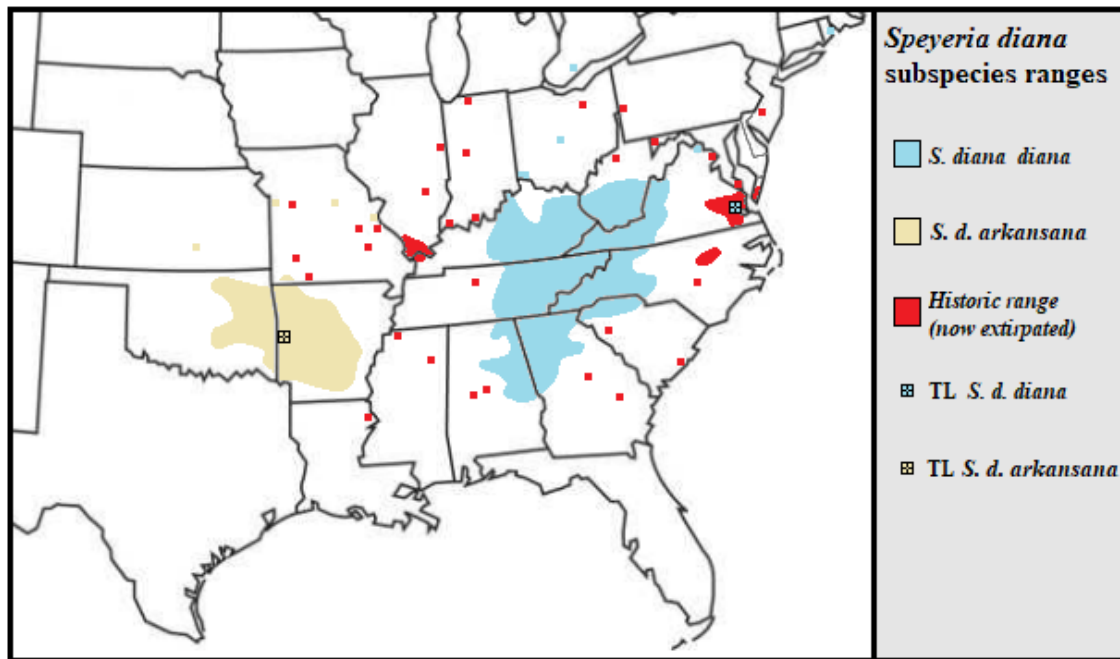 Speyeria diana
subspecies ranges
S. diana diana
S. d. arkansana
Historic range
(now extirpated)
TL S. d. diana
TL S. d. arkansana